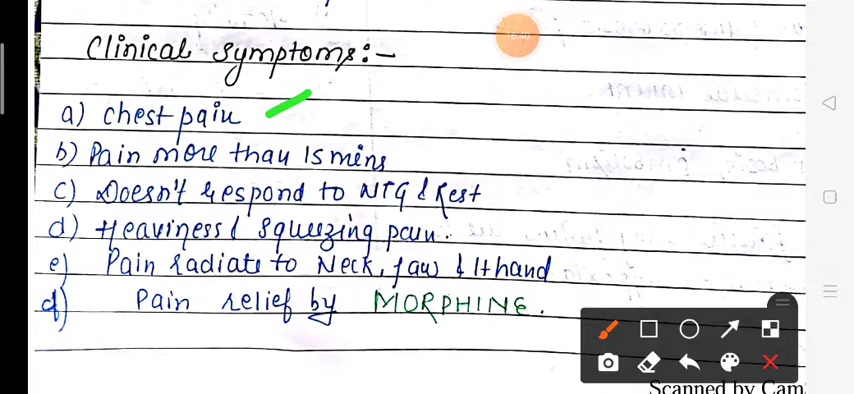 Clinical Symptoms:-
a) Chest pain
b) Pain more than 15 mins
c) Doesn't respond to NTG & Rest
d) Heaviness & squeezing pain.
e) Pain radiate to Neck, jaw & lt hand
f) Pain relief by MORPHINE.
Scanned by Cam